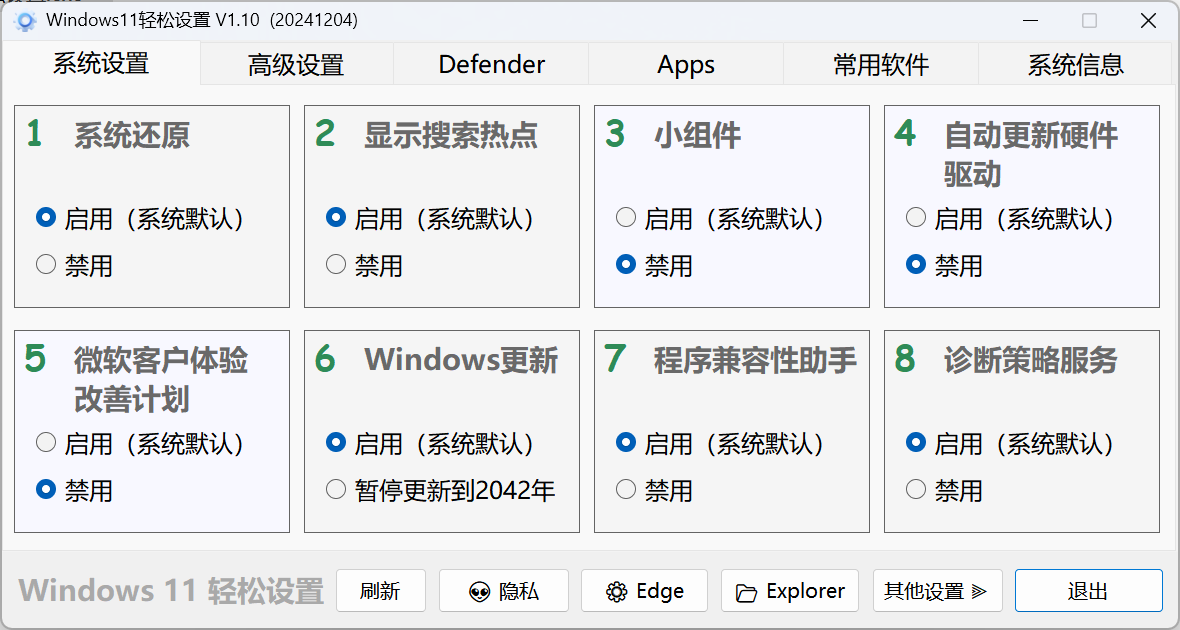 Windows11轻松设置 V1.10 (20241204)
系统设置 高级设置 Defender Apps 常用软件 系统信息
1 系统还原
启用（系统默认）
禁用
2 显示搜索热点
启用（系统默认）
禁用
3 小组件
启用（系统默认）
禁用
4 自动更新硬件
驱动
启用（系统默认）
禁用
5 微软客户体验
改善计划
启用（系统默认）
禁用
6 Windows更新
启用（系统默认）
暂停更新到2042年
7 程序兼容性助手
启用（系统默认）
禁用
8 诊断策略服务
启用（系统默认）
禁用
Windows 11 轻松设置 刷新 隐私 Edge Explorer 其他设置 退出